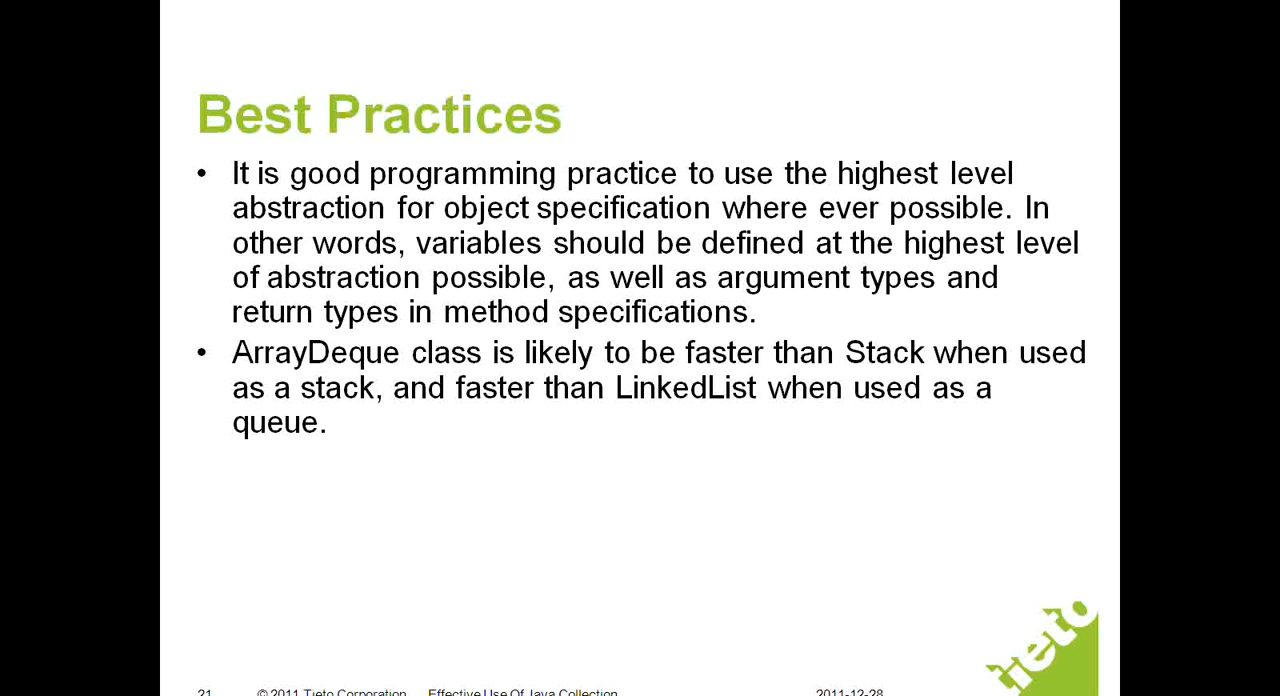 Best Practices
• It is good programming practice to use the highest level
abstraction for object specification where ever possible. In
other words, variables should be defined at the highest level
of abstraction possible, as well as argument types and
return types in method specifications.
• ArrayDeque class is likely to be faster than Stack when used
as a stack, and faster than LinkedList when used as a
queue.
tieto
21 © 2011 Tieto Corporation Effective Use Of Java Collection 2011-12-28